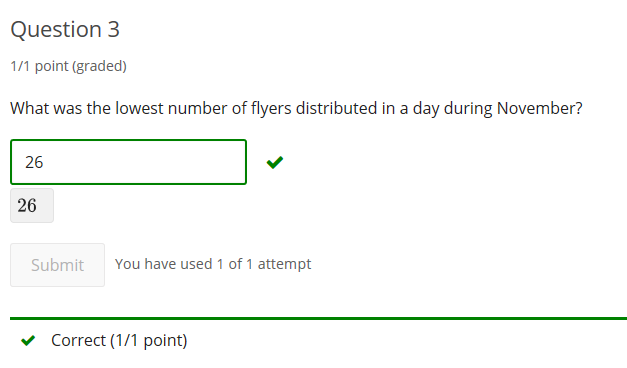 Question 3
1/1 point (graded)
What was the lowest number of flyers distributed in a day during November?
26
26
Submit You have used 1 of 1 attempt
Correct (1/1 point)